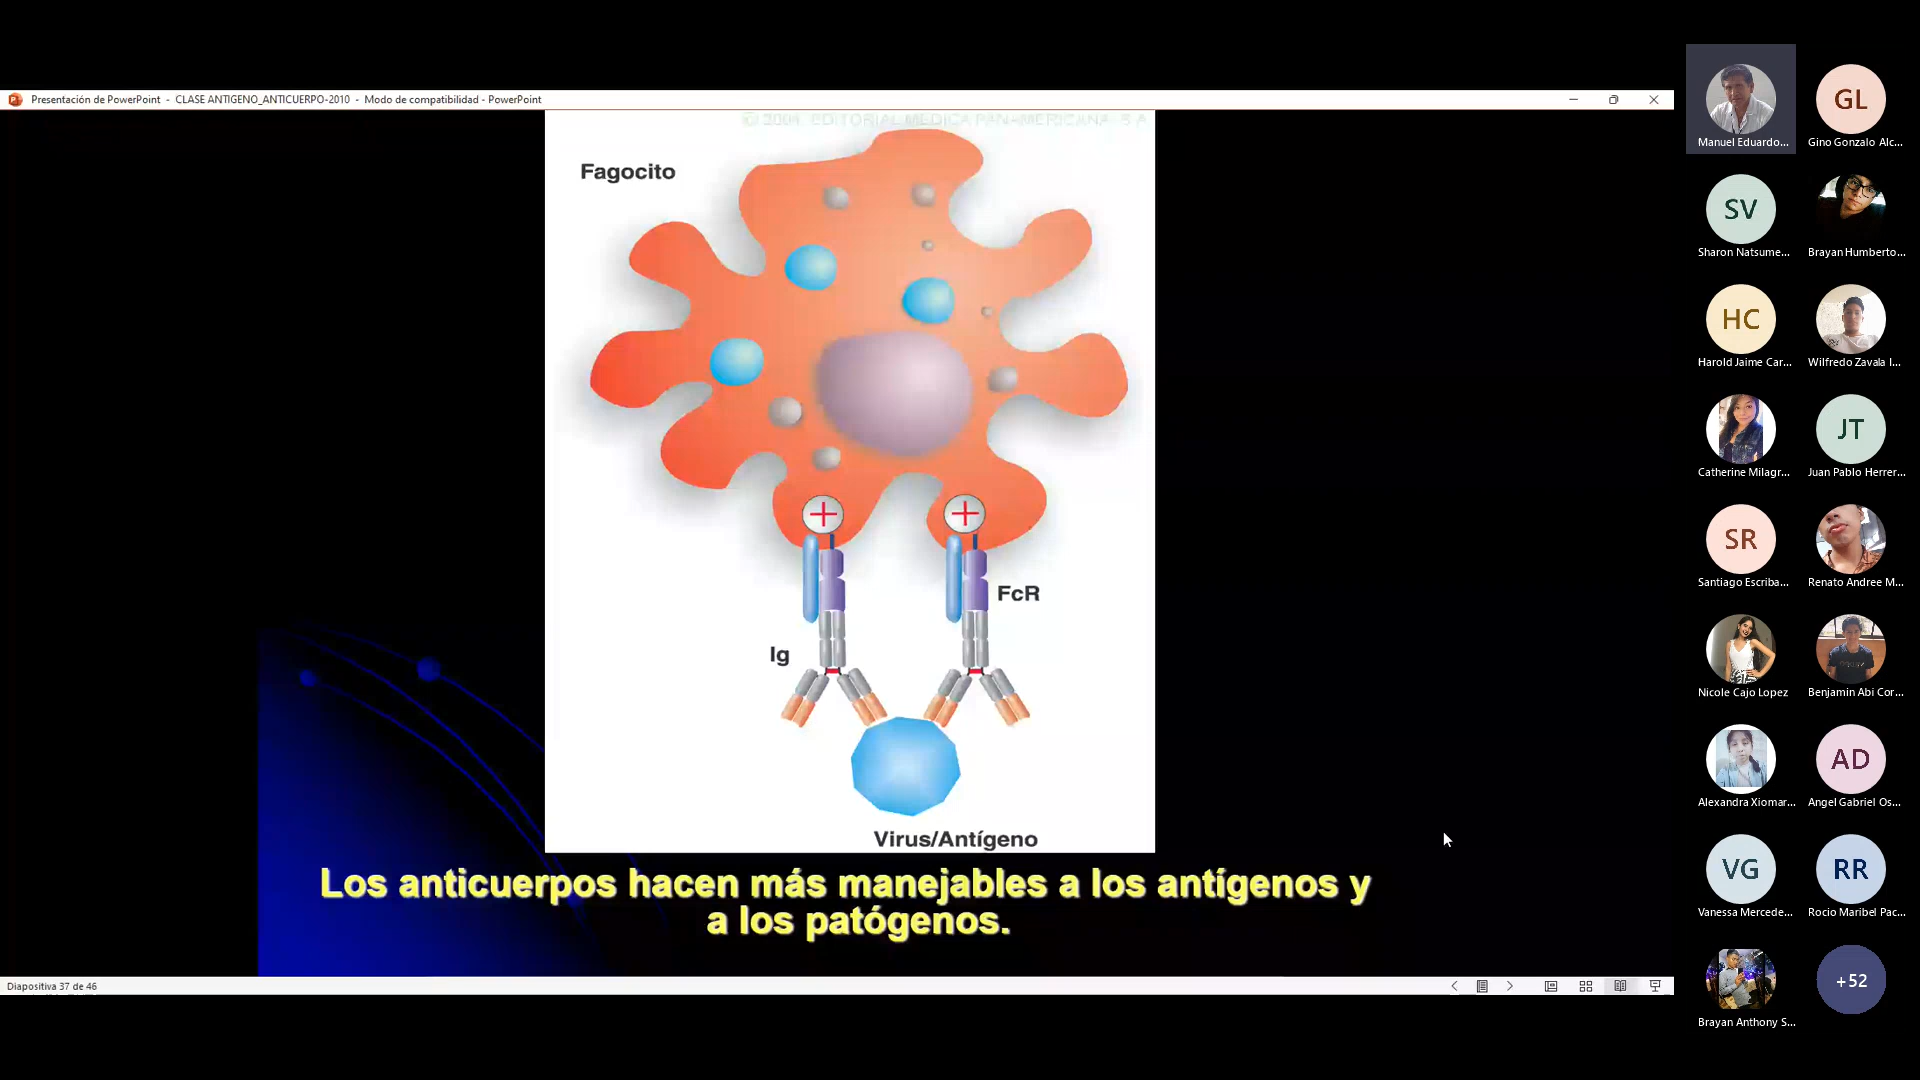 Presentación de PowerPoint - CLASE ANTIGENO_ANTICUERPO-2010 - Modo de compatibilidad - PowerPoint
© 2004. EDITORIAL MEDICA PANAMERICANA, S.A.
Fagocito
FcR
Ig
Virus/Antígeno
Los anticuerpos hacen más manejables a los antígenos y
a los patógenos.
Diapositiva 37 de 46
Manuel Eduardo...
GL
Gino Gonzalo Alc...
SV
Sharon Natsume...
Brayan Humberto...
HC
Harold Jaime Car...
Wilfredo Zavala I...
Catherine Milagr...
JT
Juan Pablo Herrer...
SR
Santiago Escriba...
Renato Andree M...
Nicole Cajo Lopez
Benjamin Abi Cor...
Alexandra Xiomar...
AD
Angel Gabriel Os...
VG
Vanessa Mercede...
RR
Rocio Maribel Pac...
Brayan Anthony S...
+52